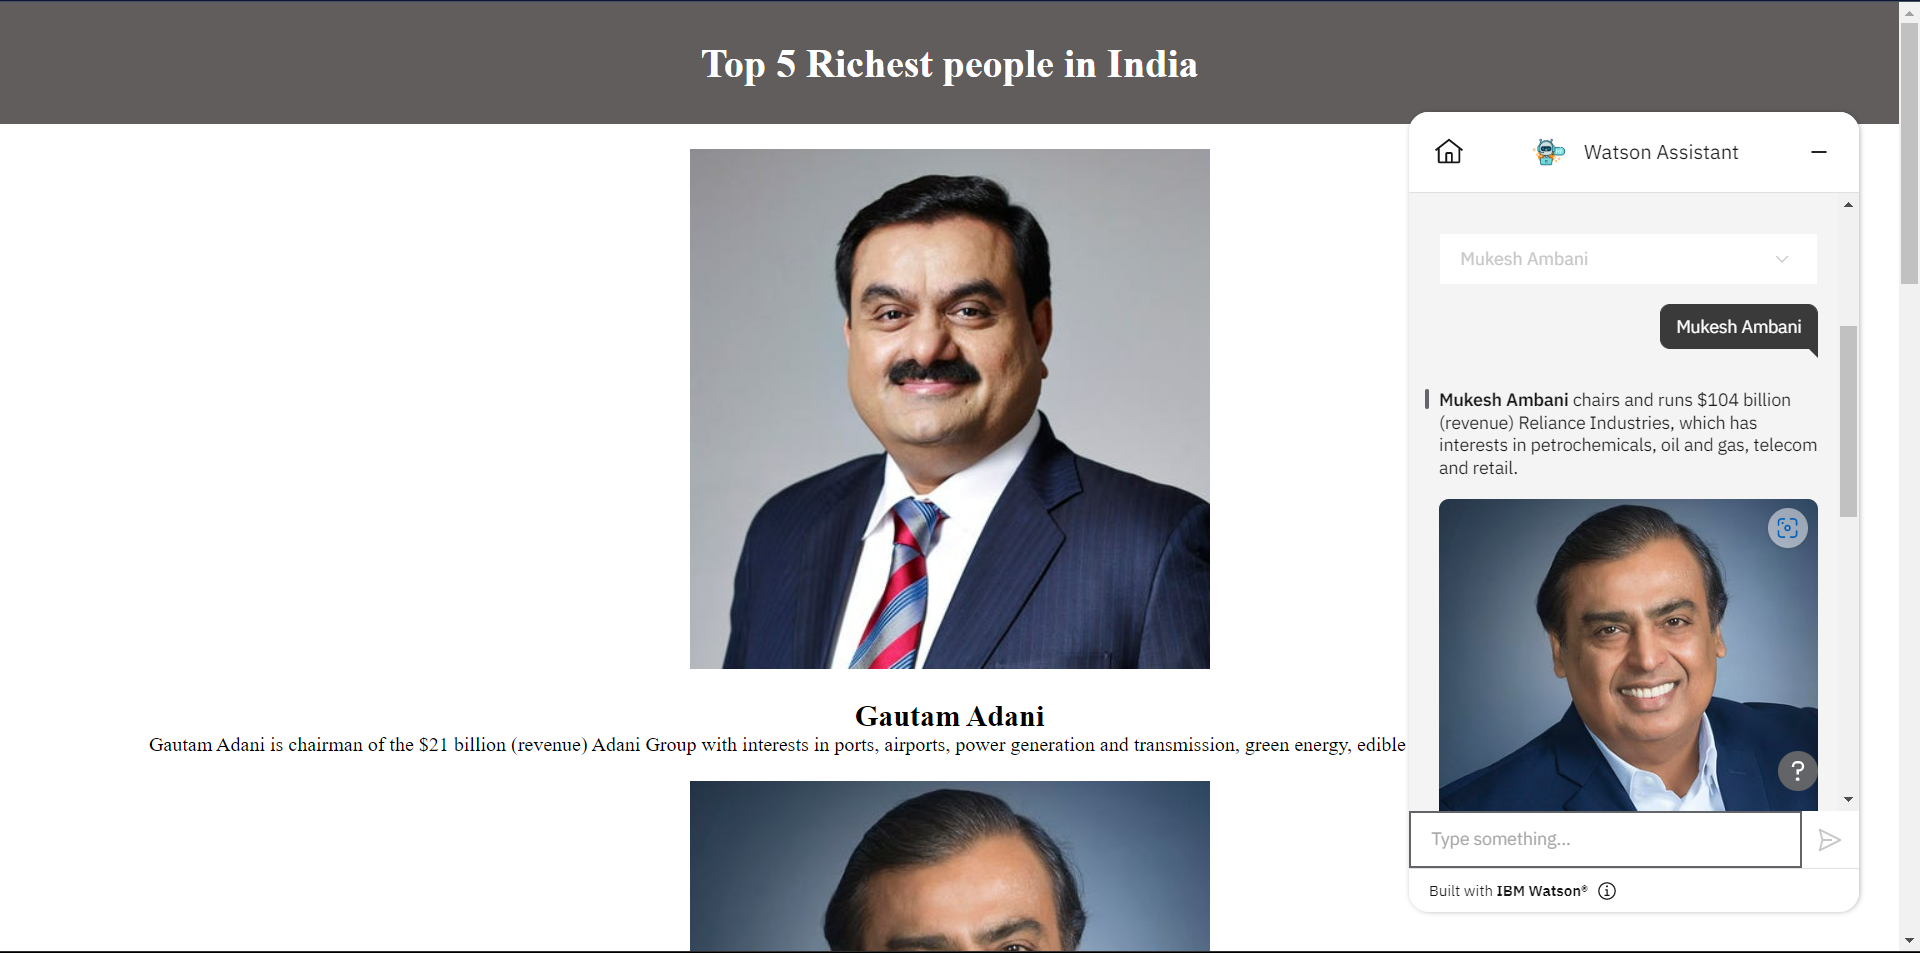 Top 5 Richest people in India
Gautam Adani
Gautam Adani is chairman of the $21 billion (revenue) Adani Group with interests in ports, airports, power generation and transmission, green energy, edible
Watson Assistant
Mukesh Ambani
Mukesh Ambani
Mukesh Ambani chairs and runs $104 billion
(revenue) Reliance Industries, which has
interests in petrochemicals, oil and gas, telecom
and retail.
?
Type something...
Built with IBM Watson®